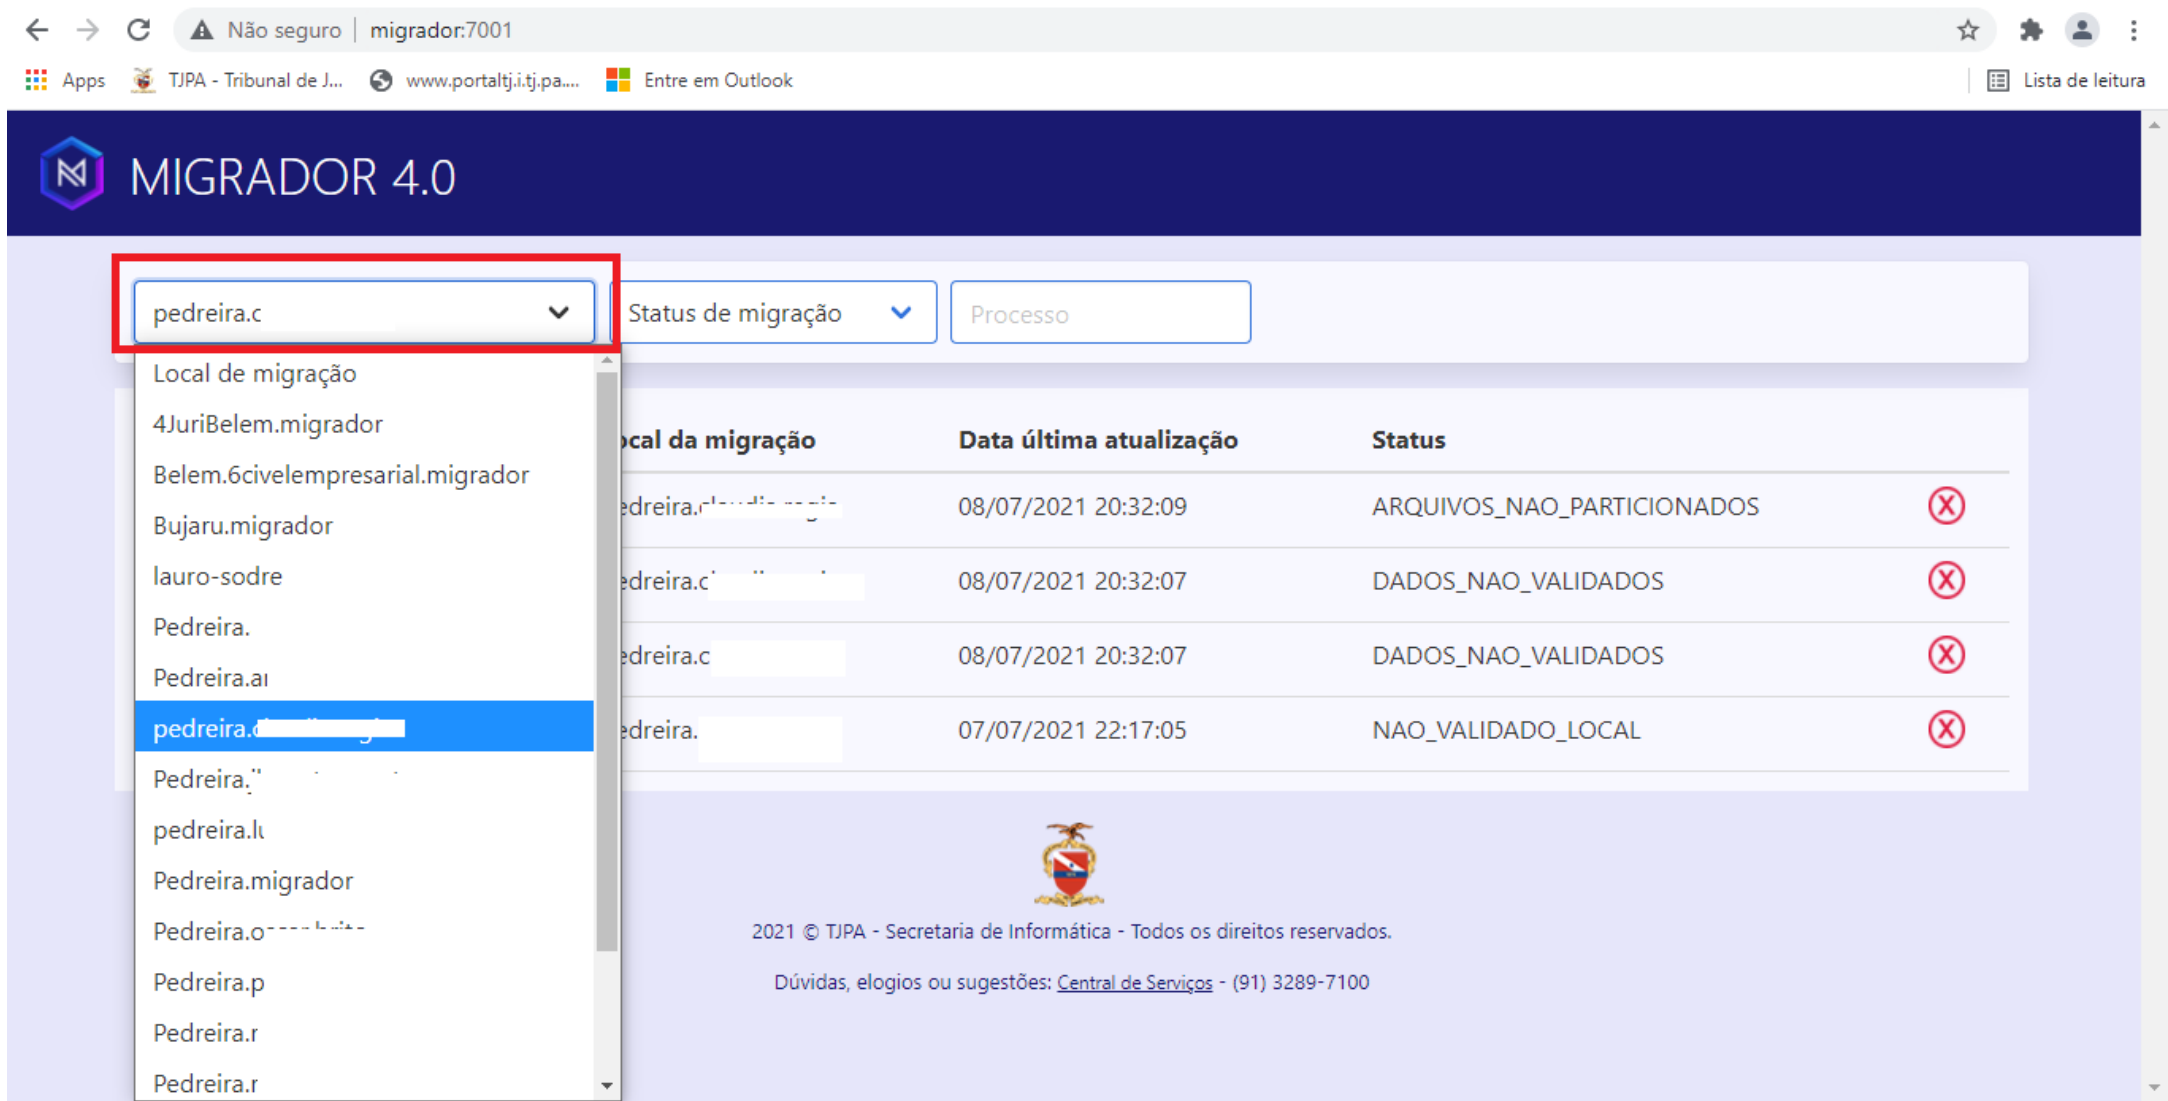 Não seguro | migrador:7001
Apps TJPA - Tribunal de J... www.portaltj.i.tj.pa.... Entre em Outlook Lista de leitura
MIGRADOR 4.0
pedreira.c Status de migração Processo
Local de migração
4JuriBelem.migrador
Belem.6civelempresarial.migrador
Bujaru.migrador
lauro-sodre
Pedreira.
Pedreira.
pedreira.
Pedreira.
pedreira.
Pedreira.migrador
Pedreira.
Pedreira.p
Pedreira.r
Pedreira.r
ocal da migração Data última atualização Status
edreira. 08/07/2021 20:32:09 ARQUIVOS_NAO_PARTICIONADOS
edreira.c 08/07/2021 20:32:07 DADOS_NAO_VALIDADOS
edreira.c 08/07/2021 20:32:07 DADOS_NAO_VALIDADOS
edreira. 07/07/2021 22:17:05 NAO_VALIDADO_LOCAL
2021 © TJPA - Secretaria de Informática - Todos os direitos reservados.
Dúvidas, elogios ou sugestões: Central de Serviços - (91) 3289-7100